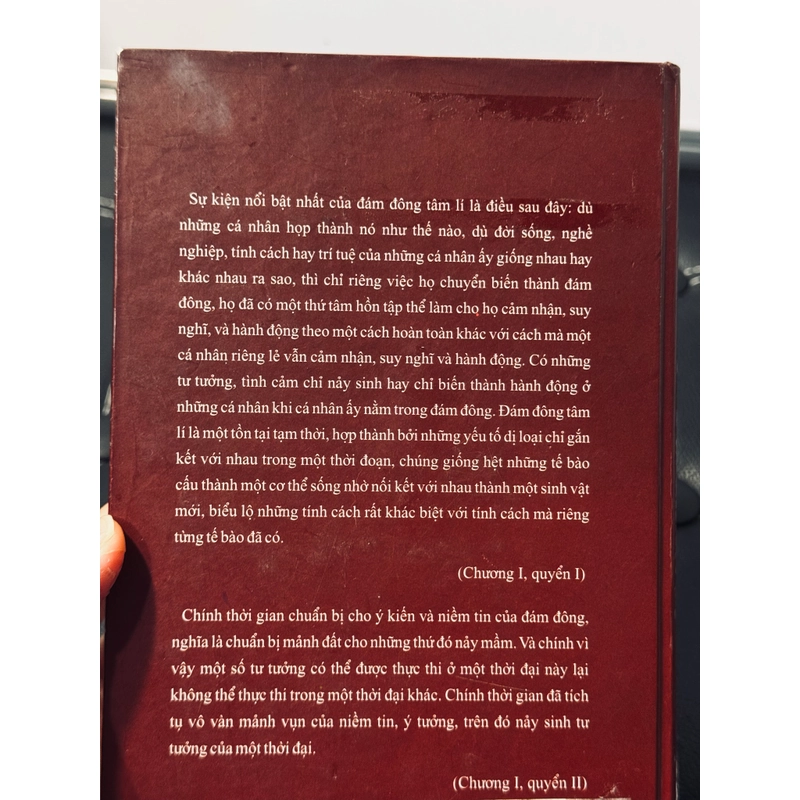 Sự kiện nổi bật nhất của đám đông tâm lí là điều sau đây: dù
những cá nhân họp thành nó như thế nào, dù đời sống, nghề
nghiệp, tính cách hay trí tuệ của những cá nhân ấy giống nhau hay
khác nhau ra sao, thì chỉ riêng việc họ chuyển biến thành đám
đông, họ đã có một thứ tâm hồn tập thể làm cho họ cảm nhận, suy
nghĩ, và hành động theo một cách hoàn toàn khác với cách mà một
cá nhân riêng lẻ vẫn cảm nhận, suy nghĩ và hành động. Có những
tư tưởng, tình cảm chỉ nảy sinh hay chỉ biến thành hành động ở
những cá nhân khi cá nhân ấy nằm trong đám đông. Đám đông tâm
lí là một tồn tại tạm thời, hợp thành bởi những yếu tố dị loại chỉ gắn
kết với nhau trong một thời đoạn, chúng giống hệt những tế bào
cấu thành một cơ thể sống nhờ nối kết với nhau thành một sinh vật
mới, biểu lộ những tính cách rất khác biệt với tính cách mà riêng
từng tế bào đã có.
(Chương I, quyển I)
Chính thời gian chuẩn bị cho ý kiến và niềm tin của đám đông,
nghĩa là chuẩn bị mảnh đất cho những thứ đó nảy mầm. Và chính vì
vậy một số tư tưởng có thể được thực thi ở một thời đại này lại
không thể thực thi trong một thời đại khác. Chính thời gian đã tích
tụ vô vàn mảnh vụn của niềm tin, ý tưởng, trên đó nảy sinh tư
tưởng của một thời đại.
(Chương I, quyển II)